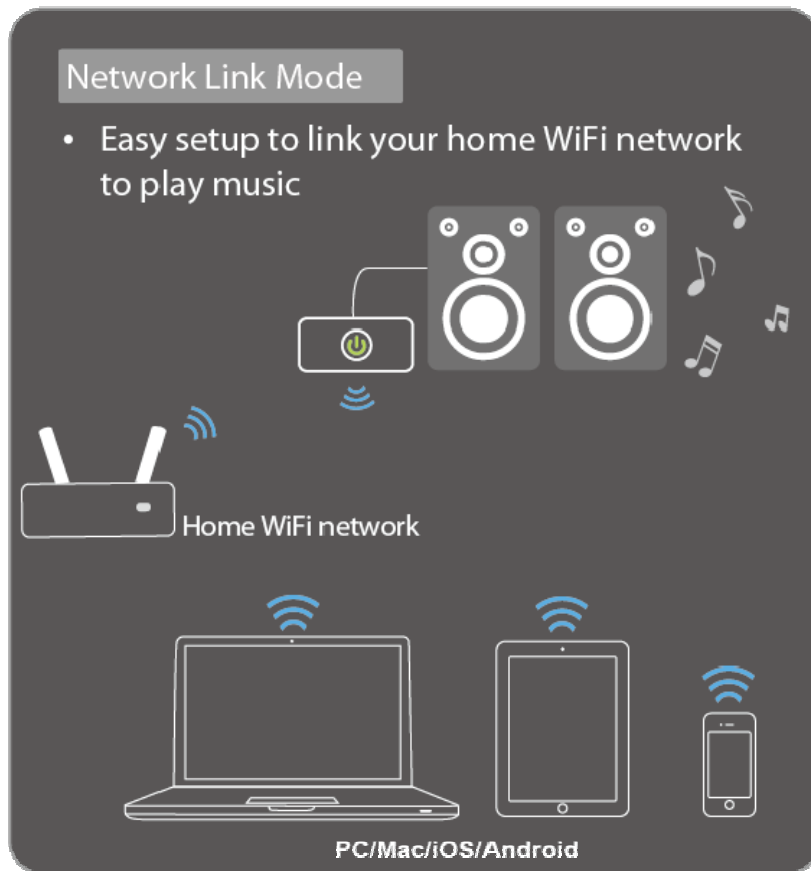 Network Link Mode
• Easy setup to link your home WiFi network
to play music
Home WiFi network
PC/Mac/iOS/Android